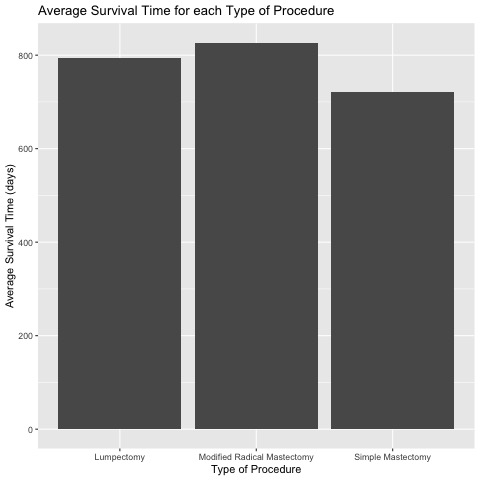 Average Survival Time for each Type of Procedure
Average Survival Time (days)
800
600
400
200
0
Lumpectomy Modified Radical Mastectomy Simple Mastectomy
Type of Procedure